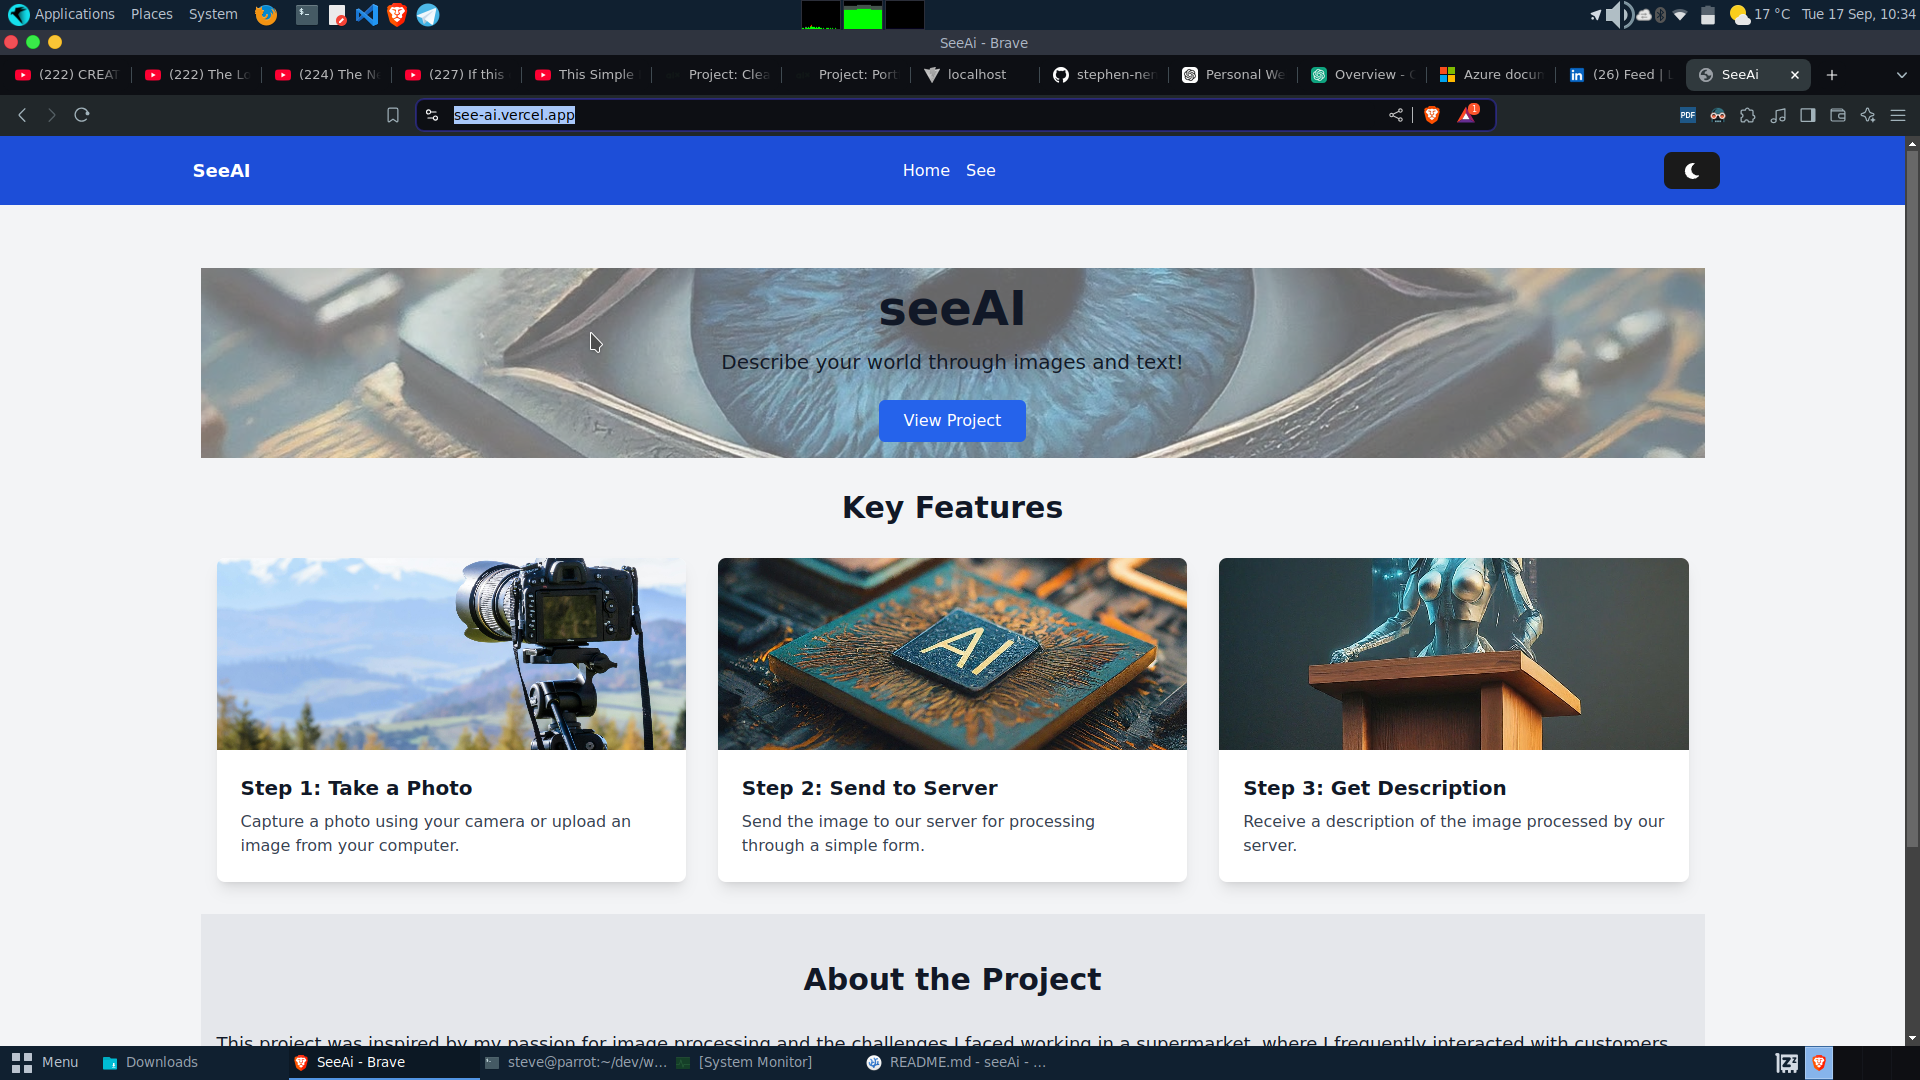 Applications Places System 17 °C Tue 17 Sep, 10:34
SeeAi - Brave
(222) CREAT (222) The Lo (224) The Ne (227) If this This Simple Project: Clea Project: Port localhost stephen-ner Personal We Overview - Azure docun (26) Feed | SeeAi
see-ai.vercel.app 1 PDF
SeeAI Home See
seeAI
Describe your world through images and text!
View Project
Key Features
AI
Step 1: Take a Photo
Capture a photo using your camera or upload an
image from your computer.
Step 2: Send to Server
Send the image to our server for processing
through a simple form.
Step 3: Get Description
Receive a description of the image processed by our
server.
About the Project
This project was inspired by my passion for image processing and the challenges I faced working in a supermarket, where I frequently interacted with customers
Menu Downloads SeeAi - Brave steve@parrot:~/dev/w... [System Monitor] README.md - seeAi - ...